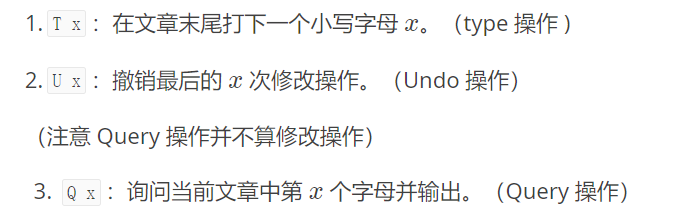 1. T x：在文章末尾打下一个小写字母 x。（type 操作 ）
2. U x：撤销最后的 x 次修改操作。（Undo 操作）
（注意 Query 操作并不算修改操作）
3. Q x：询问当前文章中第 x 个字母并输出。（Query 操作）